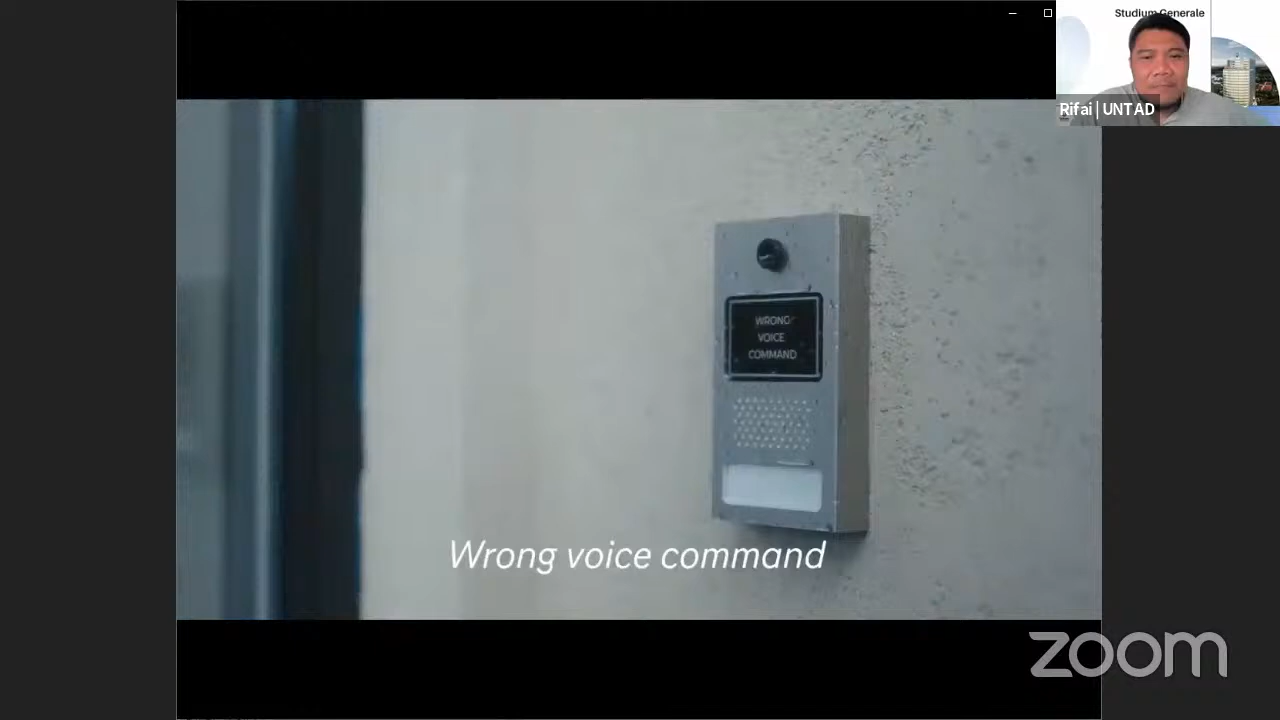 Studium Generale
Rifai | UNTAD
WRONG
VOICE
COMMAND
Wrong voice command
zoom